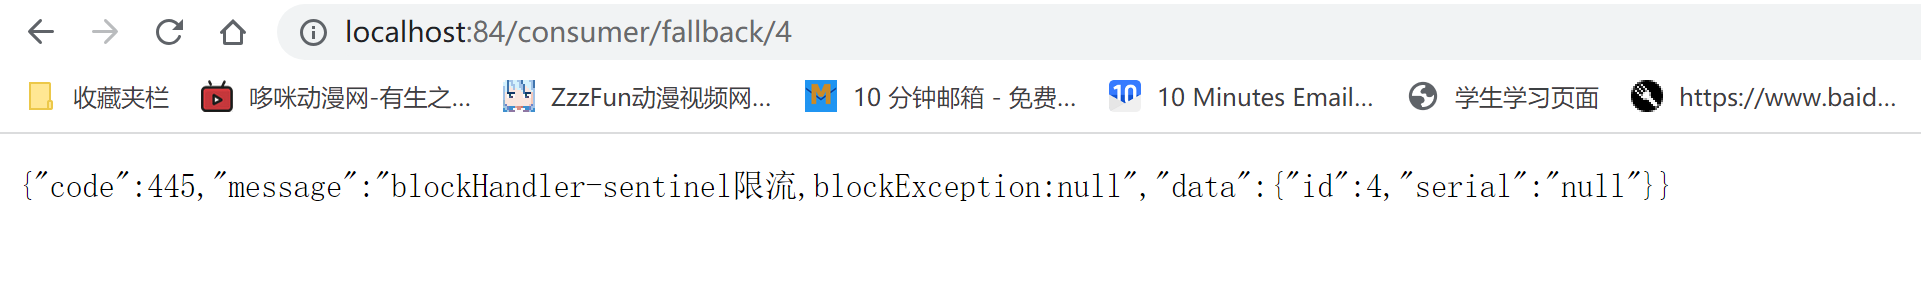 localhost:84/consumer/fallback/4
收藏夹栏 哆咪动漫网-有生之... ZzzFun动漫视频网... 10 分钟邮箱 - 免费... 10 10 Minutes Email... 学生学习页面 https://www.baid...
{"code":445,"message":"blockHandler-sentinel限流,blockException:null","data":{"id":4,"serial":"null"}}